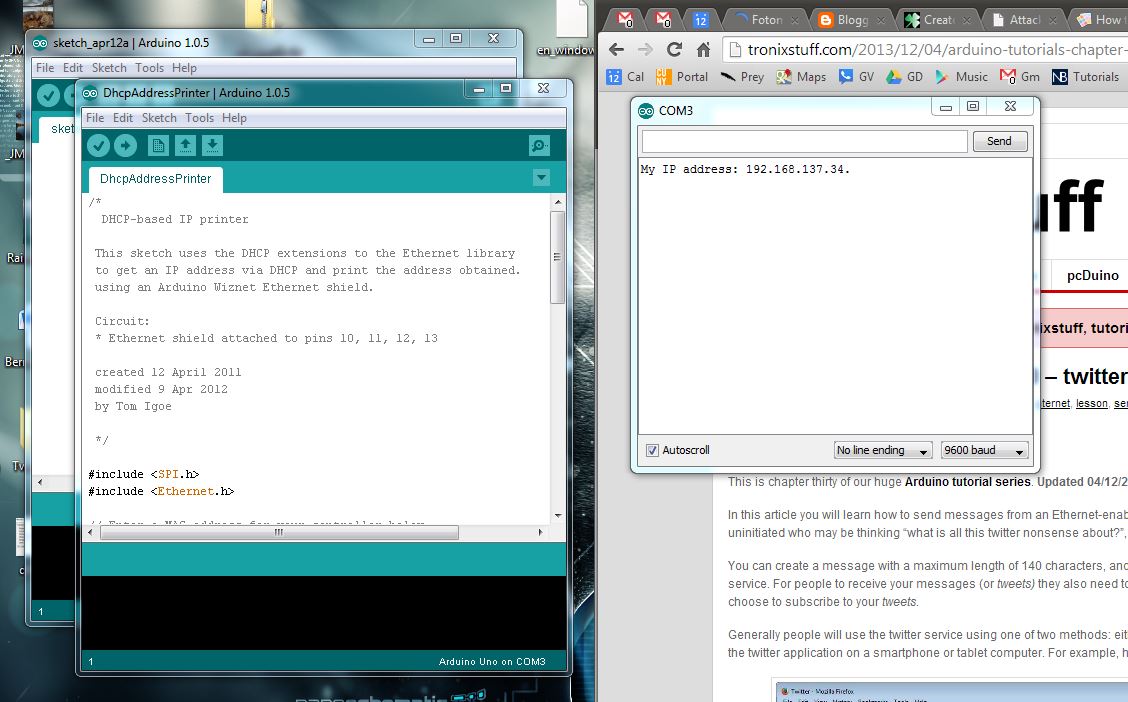 sketch_apr12a | Arduino 1.0.5
File Edit Sketch Tools Help
DhcpAddressPrinter | Arduino 1.0.5
File Edit Sketch Tools Help
DhcpAddressPrinter
/*
DHCP-based IP printer
This sketch uses the DHCP extensions to the Ethernet library
to get an IP address via DHCP and print the address obtained.
using an Arduino Wiznet Ethernet shield.
Circuit:
* Ethernet shield attached to pins 10, 11, 12, 13
created 12 April 2011
modified 9 Apr 2012
by Tom Igoe
*/
#include <SPI.h>
#include <Ethernet.h>
1
Arduino Uno on COM3
1
_JM
_JM
Rai
Ber
Tw
en_window
12 Foton Blogg Create Attach How
tronixstuff.com/2013/12/04/arduino-tutorials-chapter-
12 Cal Portal Prey Maps GV GD Music Gm NB Tutorials
COM3
Send
My IP address: 192.168.137.34.
Autoscroll No line ending 9600 baud
uff
pcDuino
ixstuff, tutori
– twitter
ternet, lesson, se
This is chapter thirty of our huge Arduino tutorial series. Updated 04/12/2
In this article you will learn how to send messages from an Ethernet-enab
uninitiated who may be thinking “what is all this twitter nonsense about?”,
You can create a message with a maximum length of 140 characters, and
service. For people to receive your messages (or tweets) they also need to
choose to subscribe to your tweets.
Generally people will use the twitter service using one of two methods: eit
the twitter application on a smartphone or tablet computer. For example, h
Twitter - Mozilla Firefox